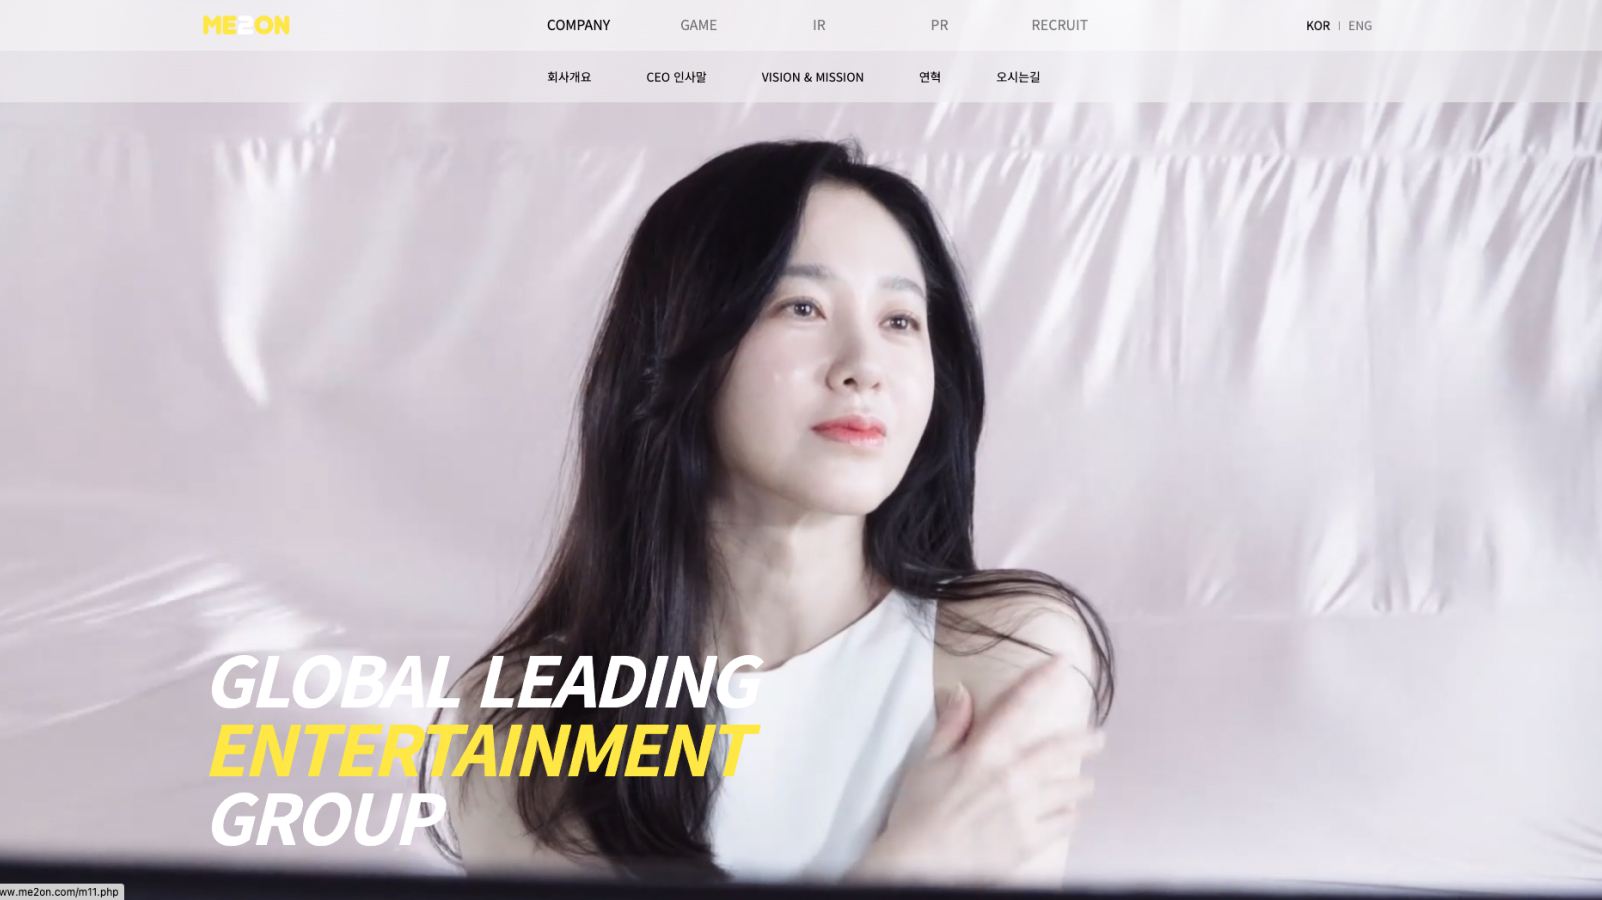 ME2ON
COMPANY GAME IR PR RECRUIT KOR | ENG
회사개요 CEO 인사말 VISION & MISSION 연혁 오시는길
GLOBAL LEADING
ENTERTAINMENT
GROUP
ww.me2on.com/m11.php